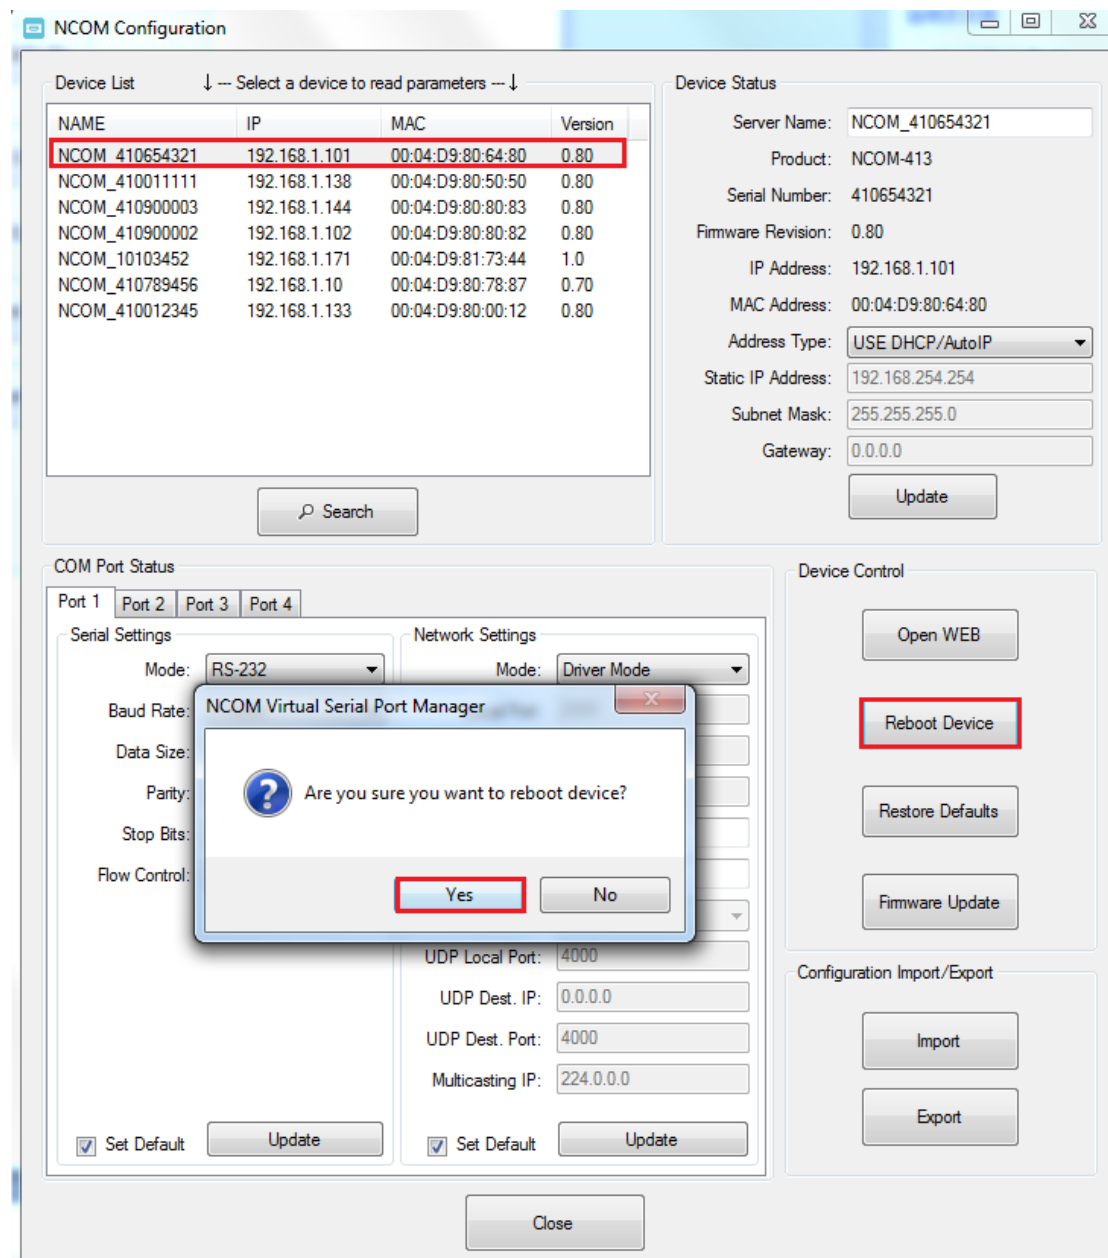 NCOM Configuration
Device List ↓ --- Select a device to read parameters --- ↓
NAME IP MAC Version
NCOM_410654321 192.168.1.101 00:04:D9:80:64:80 0.80
NCOM_410011111 192.168.1.138 00:04:D9:80:50:50 0.80
NCOM_410900003 192.168.1.144 00:04:D9:80:80:83 0.80
NCOM_410900002 192.168.1.102 00:04:D9:80:80:82 0.80
NCOM_10103452 192.168.1.171 00:04:D9:81:73:44 1.0
NCOM_410789456 192.168.1.10 00:04:D9:80:78:87 0.70
NCOM_410012345 192.168.1.133 00:04:D9:80:00:12 0.80
Search
Device Status
Server Name: NCOM_410654321
Product: NCOM-413
Serial Number: 410654321
Firmware Revision: 0.80
IP Address: 192.168.1.101
MAC Address: 00:04:D9:80:64:80
Address Type: USE DHCP/AutoIP
Static IP Address: 192.168.254.254
Subnet Mask: 255.255.255.0
Gateway: 0.0.0.0
Update
COM Port Status
Port 1 Port 2 Port 3 Port 4
Serial Settings
Mode: RS-232
Baud Rate:
Data Size:
Parity:
Stop Bits:
Flow Control:
Set Default Update
Network Settings
Mode: Driver Mode
UDP Local Port: 4000
UDP Dest. IP: 0.0.0.0
UDP Dest. Port: 4000
Multicasting IP: 224.0.0.0
Set Default Update
NCOM Virtual Serial Port Manager
Are you sure you want to reboot device?
Yes No
Device Control
Open WEB
Reboot Device
Restore Defaults
Firmware Update
Configuration Import/Export
Import
Export
Close